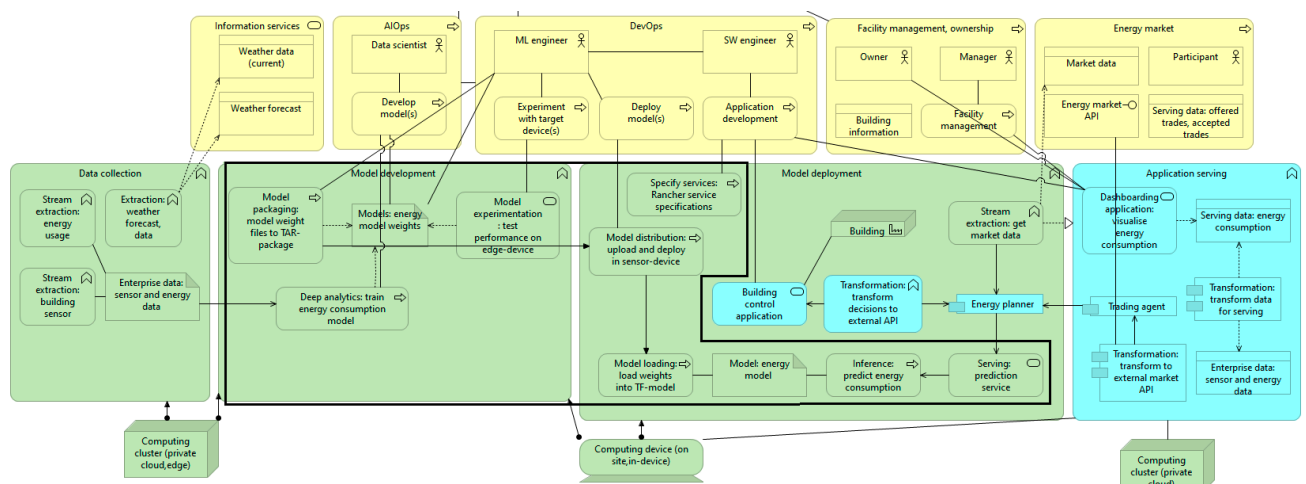 Information services
Weather data
(current)
Weather forecast
AIOps
Data scientist
Develop
model(s)
DevOps
ML engineer
SW engineer
Experiment
with target
device(s)
Deploy
model(s)
Application
development
Facility management, ownership
Owner
Manager
Building
information
Facility
management
Energy market
Market data
Participant
Energy market
API
Serving data: offered
trades, accepted
trades
Data collection
Stream
extraction:
energy
usage
Extraction:
weather
forecast,
data
Stream
extraction:
building
sensor
Enterprise data:
sensor and energy
data
Model development
Model
packaging:
model weight
files to TAR-
package
Models: energy
model weights
Model
experimentation
: test
performance on
edge-device
Deep analytics: train
energy consumption
model
Model deployment
Specify services:
Rancher service
specifications
Model distribution:
upload and deploy
in sensor-device
Building
Stream
extraction: get
market data
Building
control
application
Transformation:
transform
decisions to
external API
Energy planner
Model loading:
load weights
into TF-model
Model: energy
model
Inference:
predict energy
consumption
Serving:
prediction
service
Application serving
Dashboarding
application:
visualise
energy
consumption
Serving data: energy
consumption
Trading agent
Transformation:
transform data
for serving
Transformation:
transform to
external market
API
Enterprise data:
sensor and energy
data
Computing
cluster (private
cloud,edge)
Computing device (on
site,in-device)
Computing
cluster (private
cloud)